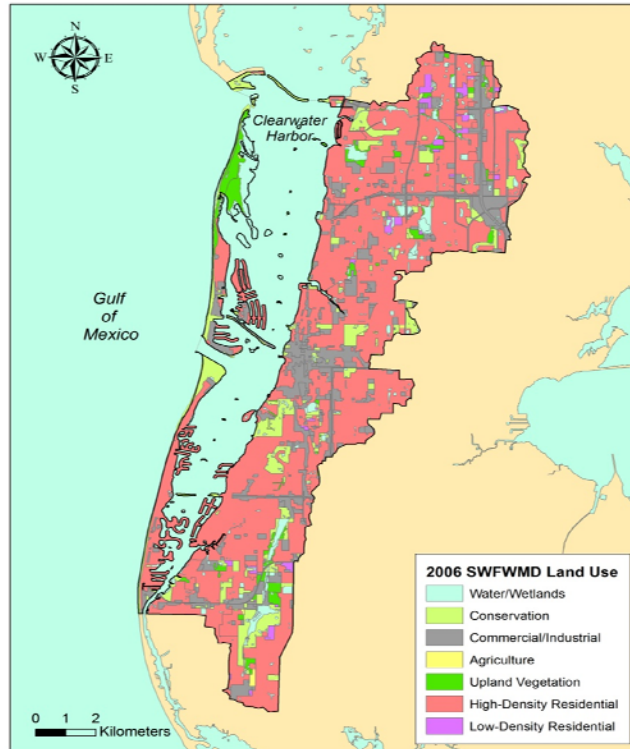 N
W E
S
Clearwater
Harbor
Gulf
of
Mexico
2006 SWFWMD Land Use
Water/Wetlands
Conservation
Commercial/Industrial
Agriculture
Upland Vegetation
High-Density Residential
Low-Density Residential
0 1 2
Kilometers